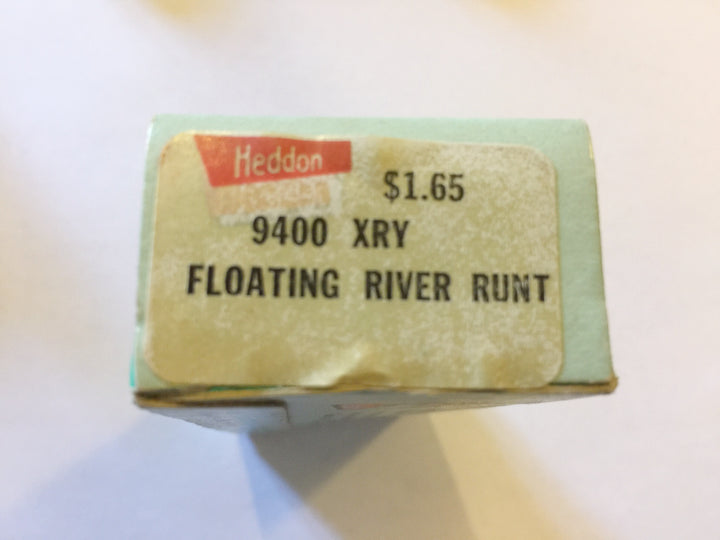 Heddon
$1.65
9400 XRY
FLOATING RIVER RUNT